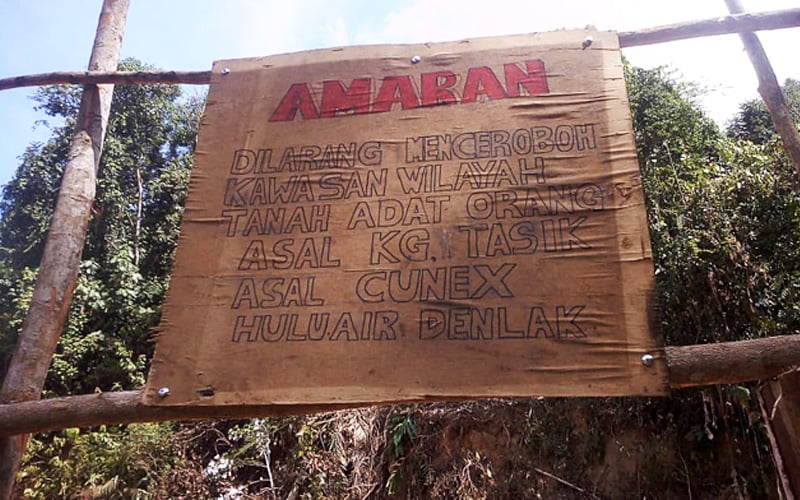 AMARAN
DILARANG MENCEROBOH
KAWASAN WILAYAH
TANAH ADAT ORANG
ASAL KG, TASIK
ASAL CUNEX
HULUAIR DENLAK